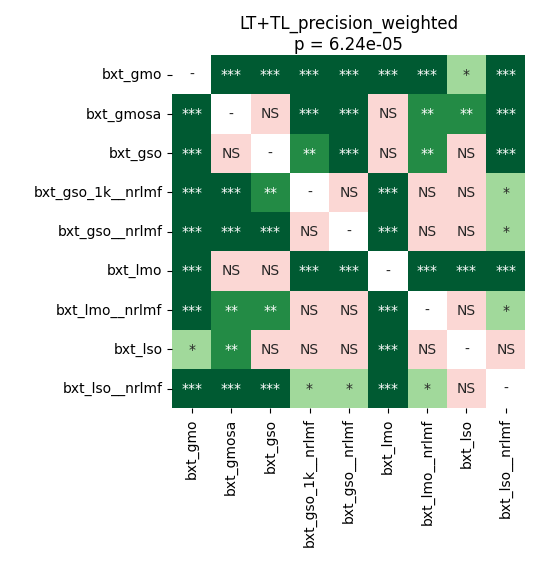 LT+TL_precision_weighted
p = 6.24e-05
bxt_gmo - *** *** *** *** *** *** * ***
bxt_gmosa *** - NS *** *** NS ** ** ***
bxt_gso *** NS - ** *** NS ** NS ***
bxt_gso_1k__nrlmf *** *** ** - NS *** NS NS *
bxt_gso__nrlmf *** *** *** NS - *** NS NS *
bxt_lmo *** NS NS *** *** - *** *** ***
bxt_lmo__nrlmf *** ** ** NS NS *** - NS *
bxt_lso * ** NS NS NS *** NS - NS
bxt_lso__nrlmf *** *** *** * * *** * NS -
bxt_gmo
bxt_gmosa
bxt_gso
bxt_gso_1k__nrlmf
bxt_gso__nrlmf
bxt_lmo
bxt_lmo__nrlmf
bxt_lso
bxt_lso__nrlmf